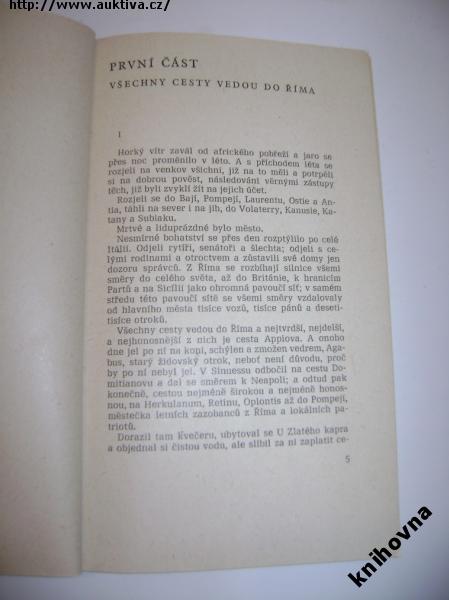 http://www.auktiva.cz/
PRVNÍ ČÁST
VŠECHNY CESTY VEDOU DO ŘÍMA
I
Horký vítr zavál od afrického pobřeží a jaro se
přes noc proměnilo v léto. A s příchodem léta se
rozjeli na venkov všichni, již na to měli a potrpěli
si na dobrou pověst, následováni věrnými zástupy
těch, již byli zvyklí žít na jejich účet.
Rozjeli se do Bají, Pompejí, Laurentu, Ostie a An-
tia, táhli na sever i na jih, do Volaterry, Kanusie, Ka-
tany a Subiaku.
Mrtvé a liduprázdné bylo město.
Nesmírné bohatství se přes den rozptýlilo po celé
Itálii. Odjeli rytíři, senátoři a šlechta; odjeli s ce-
lými rodinami a otroctvem a zůstavili své domy jen
dozoru správců. Z Říma se rozbíhají silnice všemi
směry do celého světa, až do Británie, k hranicím
Partů a na Sicílii jako ohromná pavoučí síť; v samém
středu této pavoučí sítě se všemi směry vzdalovaly
od hlavního města tisíce vozů, tisíce pánů a deseti-
tisíce otroků.
Všechny cesty vedou do Říma a nejtvrdší, nejdelší,
a nejhonosnější z nich je cesta Appiova. A onoho
dne jel po ní na kopa, schýlen a zmožen vedrem, Aga-
bus, starý židovský otrok, neboť není důvodu, proč
by po ní nebyl jel. V Sinuessu odbočil na cestu Do-
mitianovu a dal se směrem k Neapoli; a odtud pak
konečně, cestou nejméně širokou a nejméně honos-
nou, na Herkulanum, Retinu, Oplontis až do Pompejí,
městečka letních zazobanců z Říma a lokálních pa-
triotů.
Dorazil tam kvečeru, ubytoval se U Zlatého kapra
a objednal si čistou vodu, ale slíbil za ni zaplatit ce-
5
knihovna